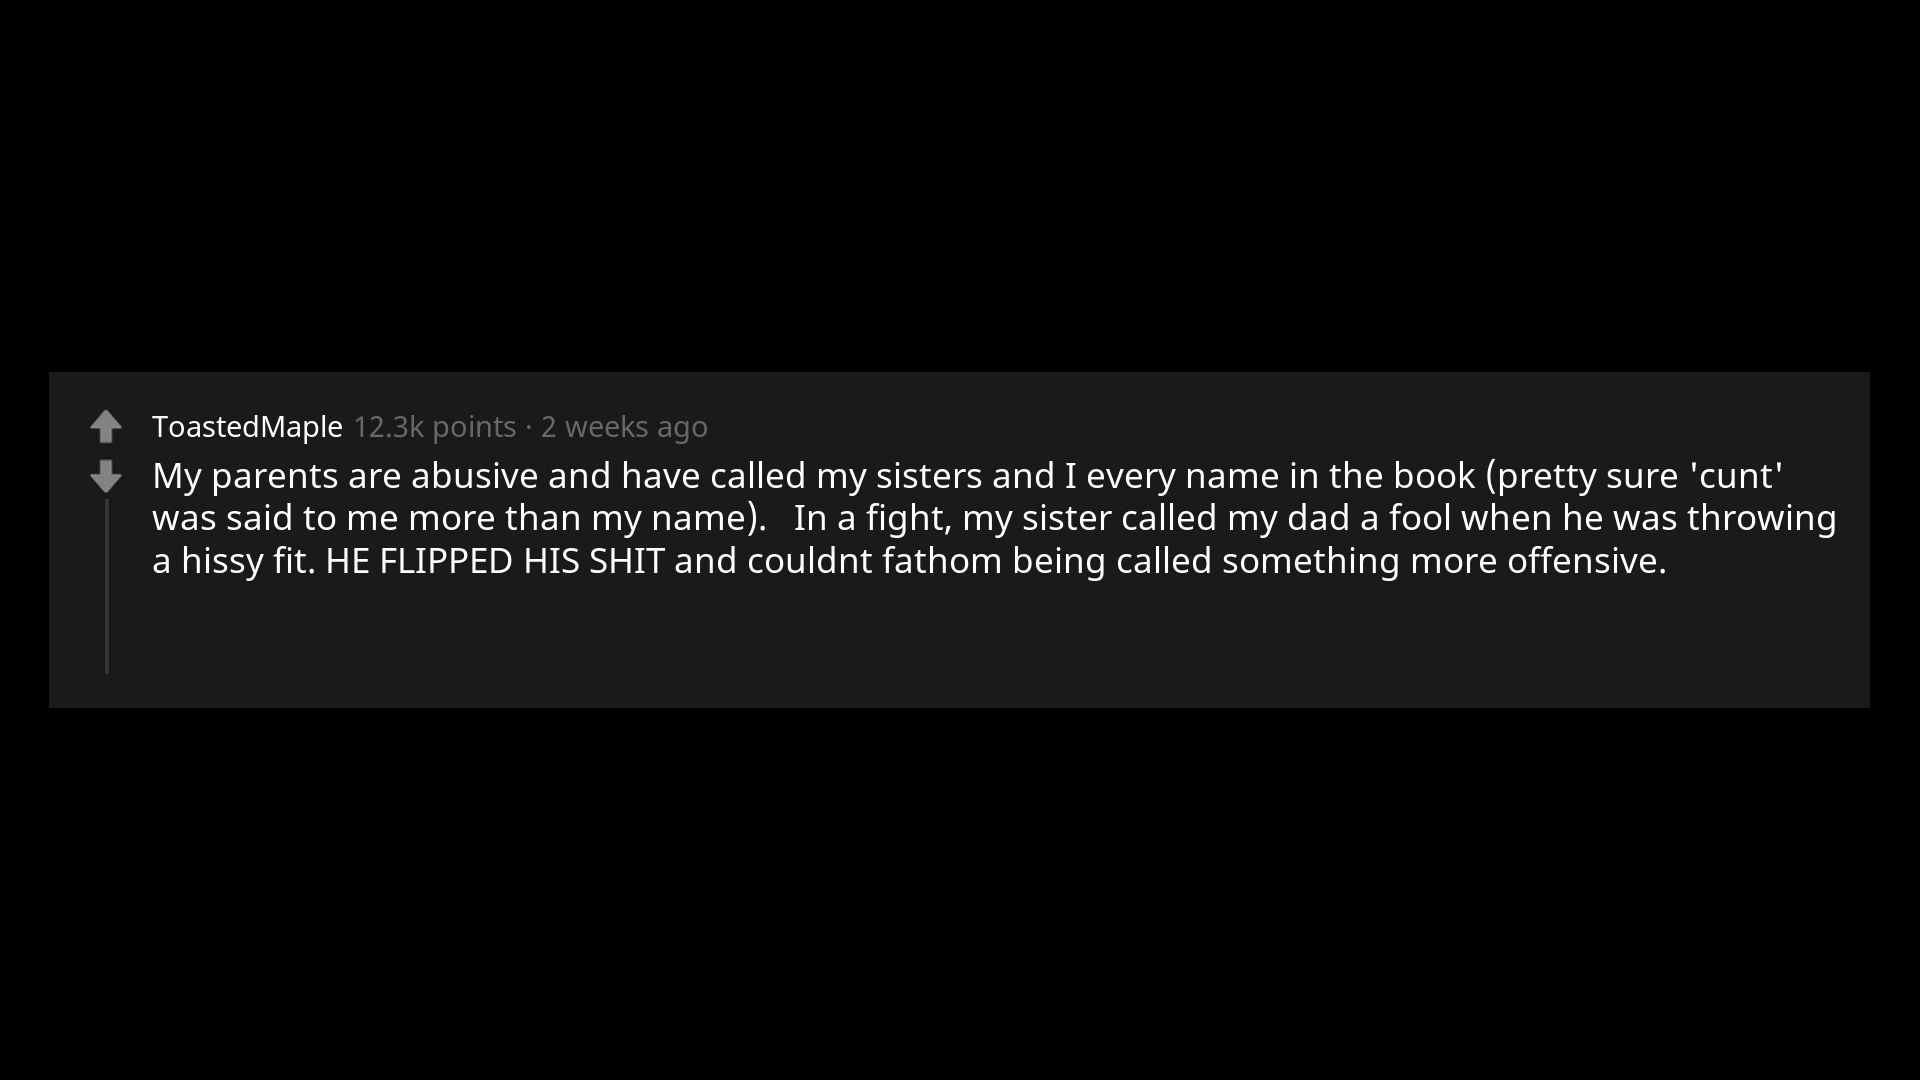 ToastedMaple 12.3k points · 2 weeks ago
My parents are abusive and have called my sisters and I every name in the book (pretty sure 'cunt'
was said to me more than my name).   In a fight, my sister called my dad a fool when he was throwing
a hissy fit. HE FLIPPED HIS SHIT and couldnt fathom being called something more offensive.